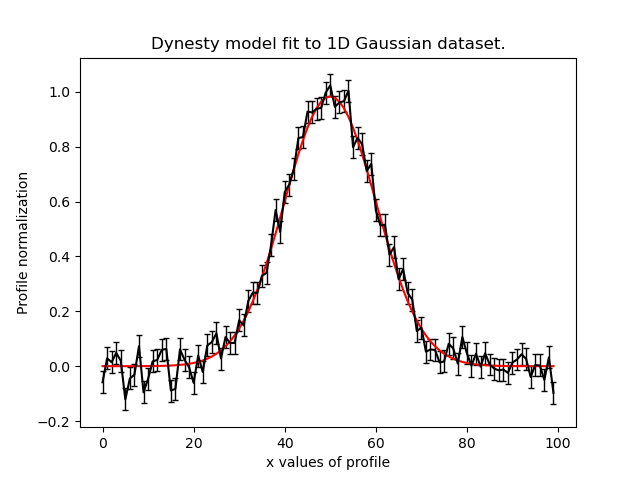 Dynesty model fit to 1D Gaussian dataset.
Profile normalization
1.0
0.8
0.6
0.4
0.2
0.0
−0.2
0 20 40 60 80 100
x values of profile